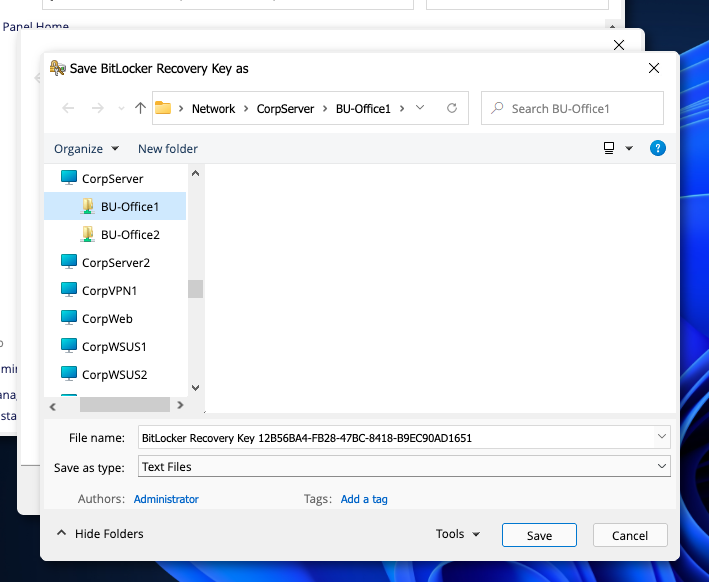 Panel Home
Save BitLocker Recovery Key as
Network > CorpServer > BU-Office1 >
Search BU-Office1
Organize
New folder
CorpServer
BU-Office1
BU-Office2
CorpServer2
CorpVPN1
CorpWeb
CorpWSUS1
CorpWSUS2
File name: BitLocker Recovery Key 12B56BA4-FB28-47BC-8418-B9EC90AD1651
Save as type: Text Files
Authors: Administrator
Tags: Add a tag
Hide Folders
Tools
Save
Cancel